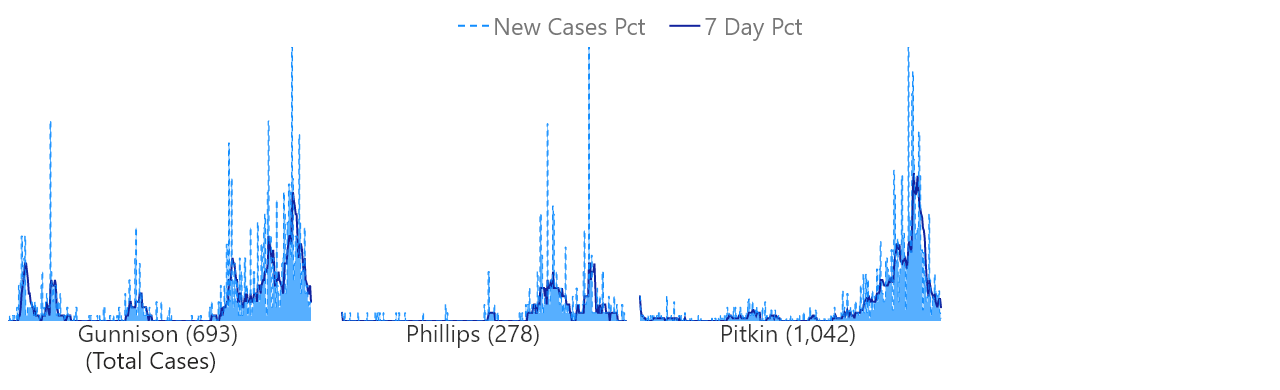 New Cases Pct 7 Day Pct
Gunnison (693) Phillips (278) Pitkin (1,042)
(Total Cases)